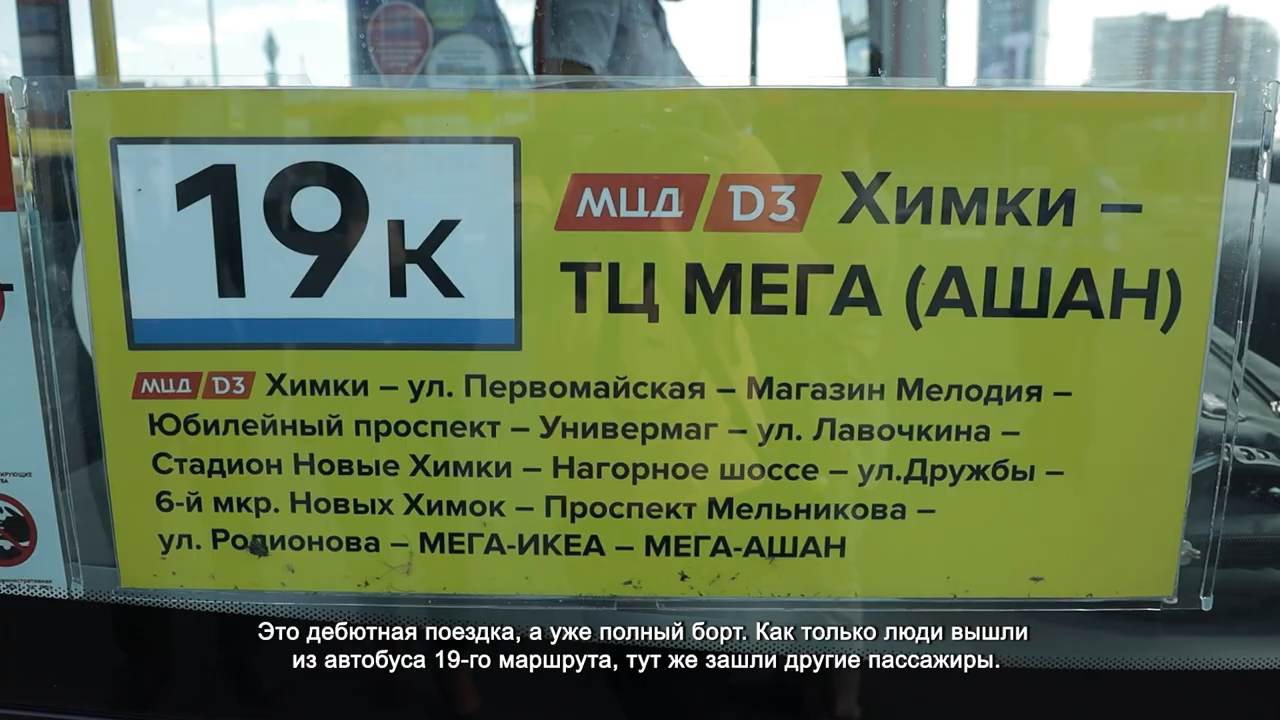 19к
МЦД D3 Химки –
ТЦ МЕГА (АШАН)
МЦД D3 Химки – ул. Первомайская – Магазин Мелодия –
Юбилейный проспект – Универмаг – ул. Лавочкина –
Стадион Новые Химки – Нагорное шоссе – ул.Дружбы –
6-й мкр. Новых Химок – Проспект Мельникова –
ул. Родионова – МЕГА-ИКЕА – МЕГА-АШАН
Это дебютная поездка, а уже полный борт. Как только люди вышли
из автобуса 19-го маршрута, тут же зашли другие пассажиры.